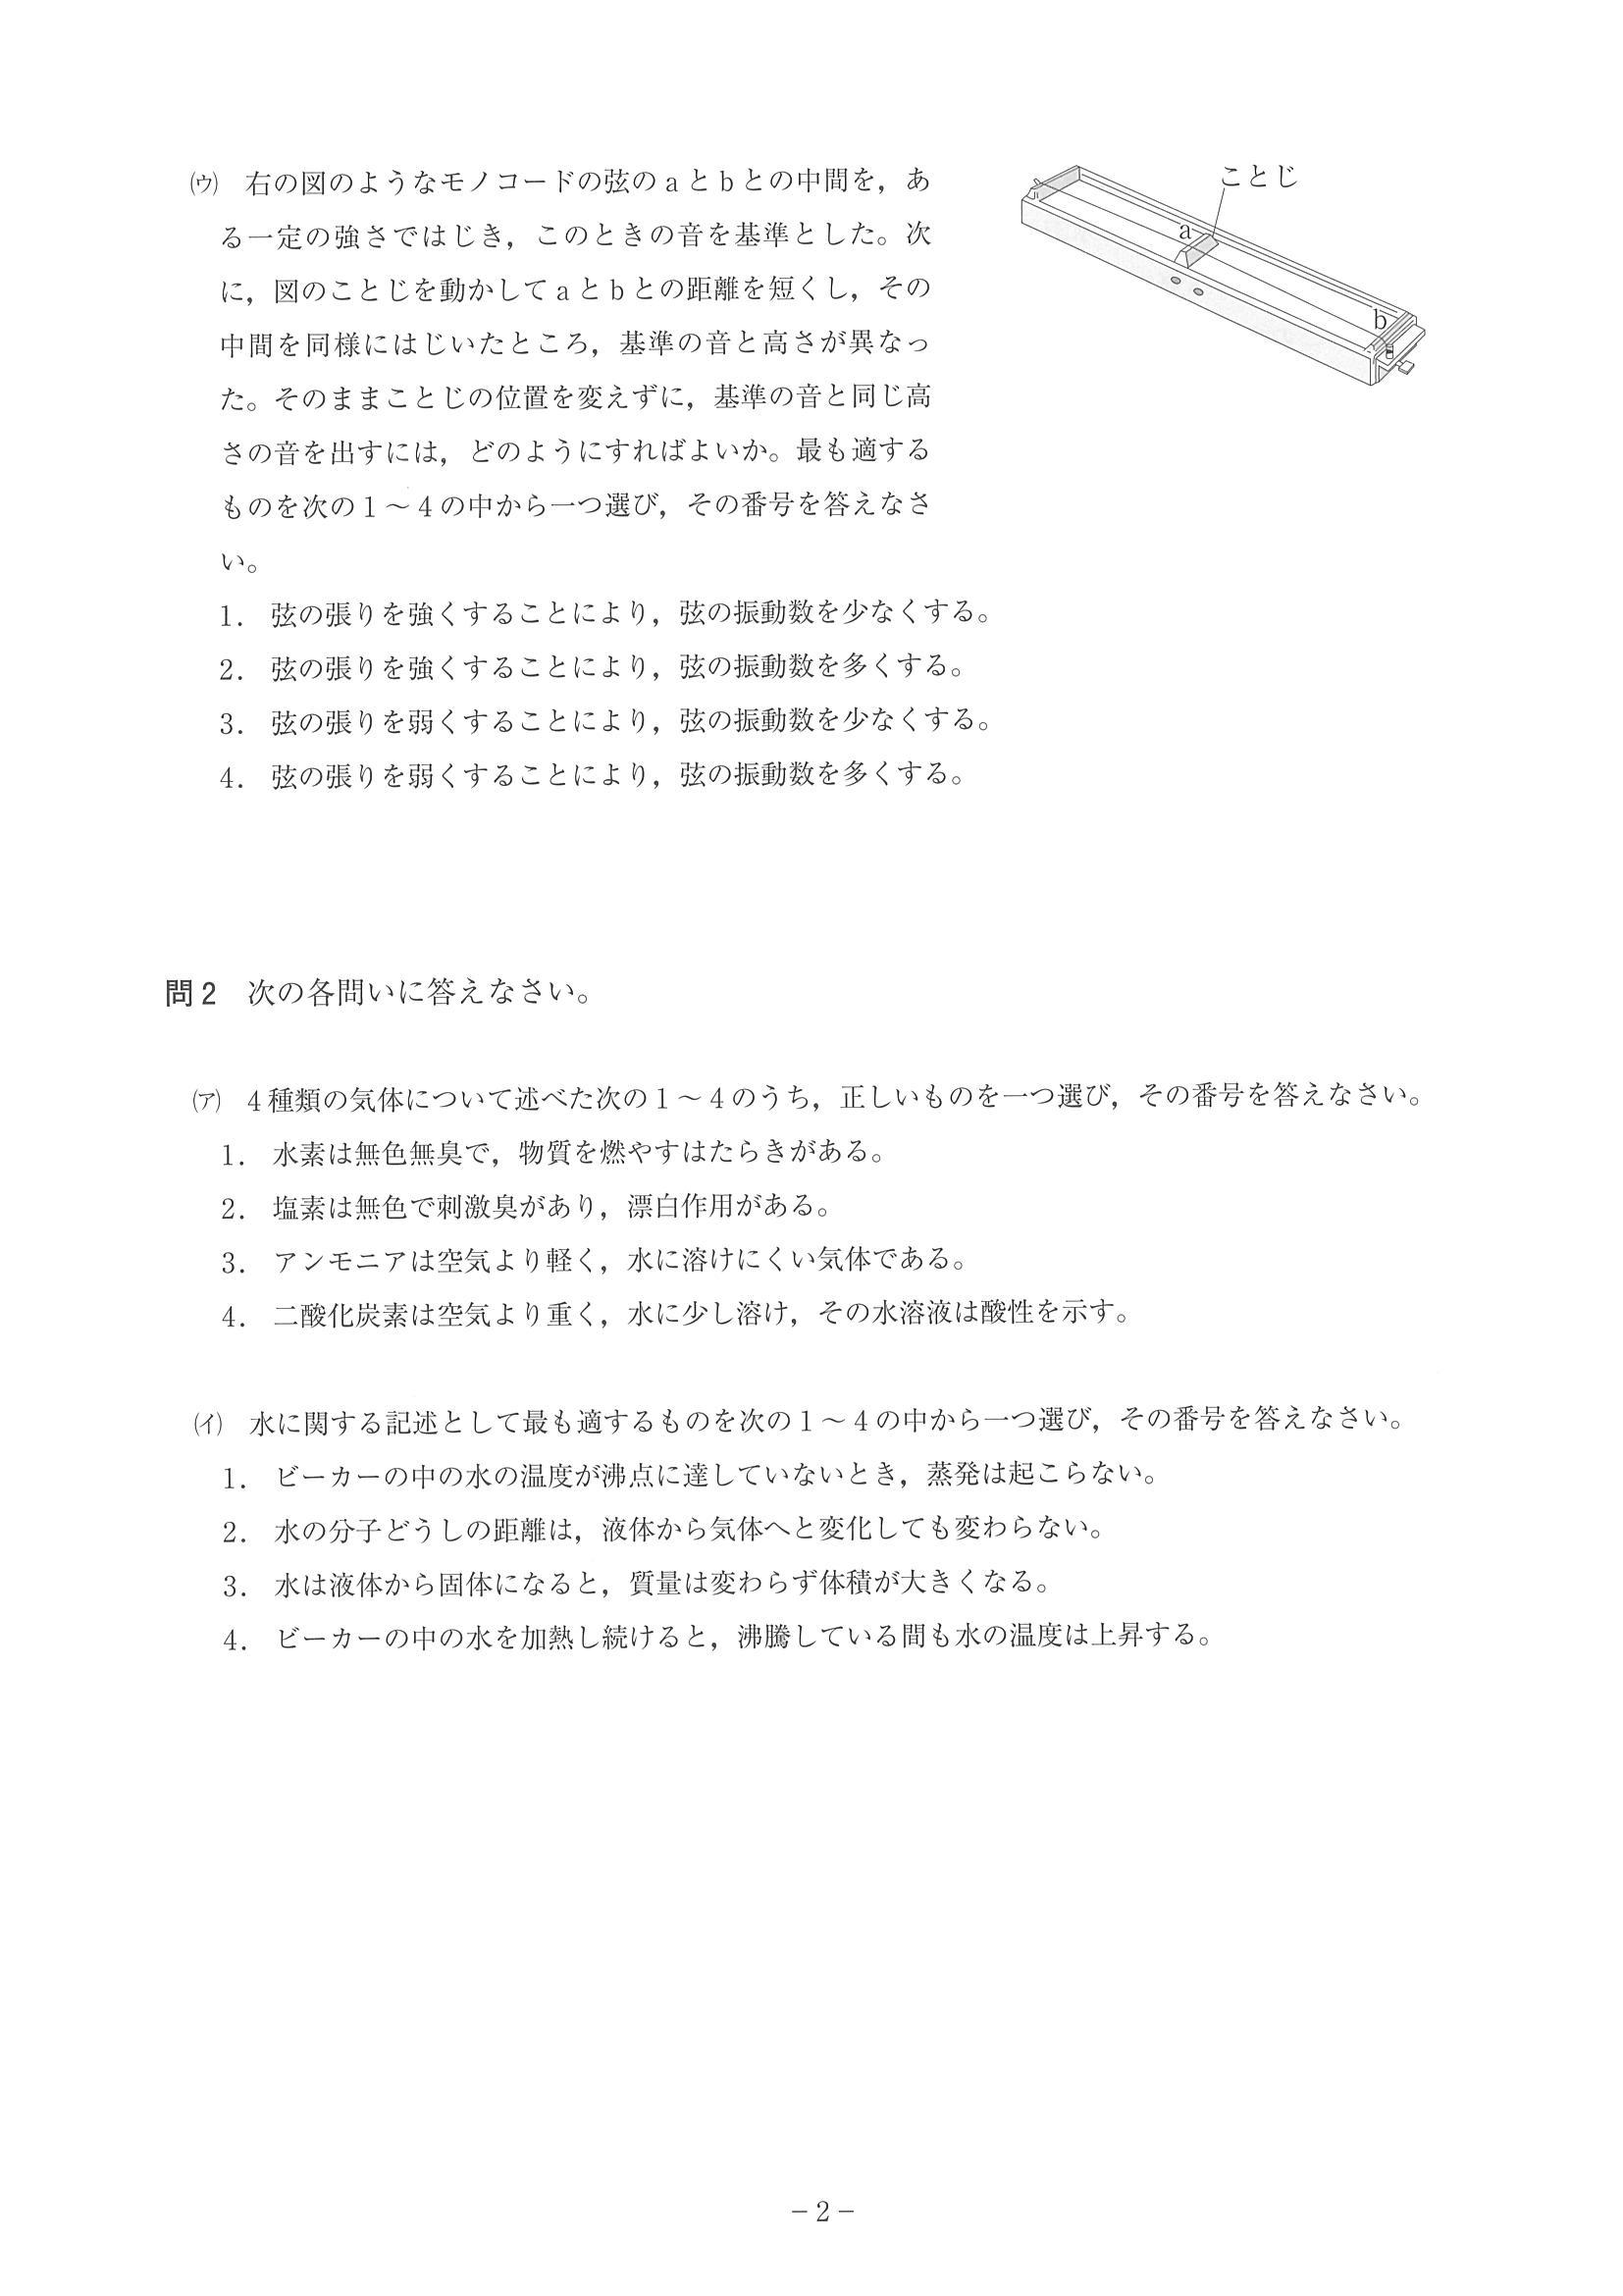 (ウ) 右の図のようなモノコードの弦のaとbとの中間を，あ
る一定の強さではじき，このときの音を基準とした。次
に，図のことじを動かしてaとbとの距離を短くし，その
中間を同様にはじいたところ，基準の音と高さが異なっ
た。そのままことじの位置を変えずに，基準の音と同じ高
さの音を出すには，どのようにすればよいか。最も適する
ものを次の1～4の中から一つ選び，その番号を答えなさ
い。
ことじ
a
b
1. 弦の張りを強くすることにより，弦の振動数を少なくする。
2. 弦の張りを強くすることにより，弦の振動数を多くする。
3. 弦の張りを弱くすることにより，弦の振動数を少なくする。
4. 弦の張りを弱くすることにより，弦の振動数を多くする。
問2 次の各問いに答えなさい。
(ア) 4種類の気体について述べた次の1～4のうち，正しいものを一つ選び，その番号を答えなさい。
1. 水素は無色無臭で，物質を燃やすはたらきがある。
2. 塩素は無色で刺激臭があり，漂白作用がある。
3. アンモニアは空気より軽く，水に溶けにくい気体である。
4. 二酸化炭素は空気より重く，水に少し溶け，その水溶液は酸性を示す。
(イ) 水に関する記述として最も適するものを次の1～4の中から一つ選び，その番号を答えなさい。
1. ビーカーの中の水の温度が沸点に達していないとき，蒸発は起こらない。
2. 水の分子どうしの距離は，液体から気体へと変化しても変わらない。
3. 水は液体から固体になると，質量は変わらず体積が大きくなる。
4. ビーカーの中の水を加熱し続けると，沸騰している間も水の温度は上昇する。
－2－